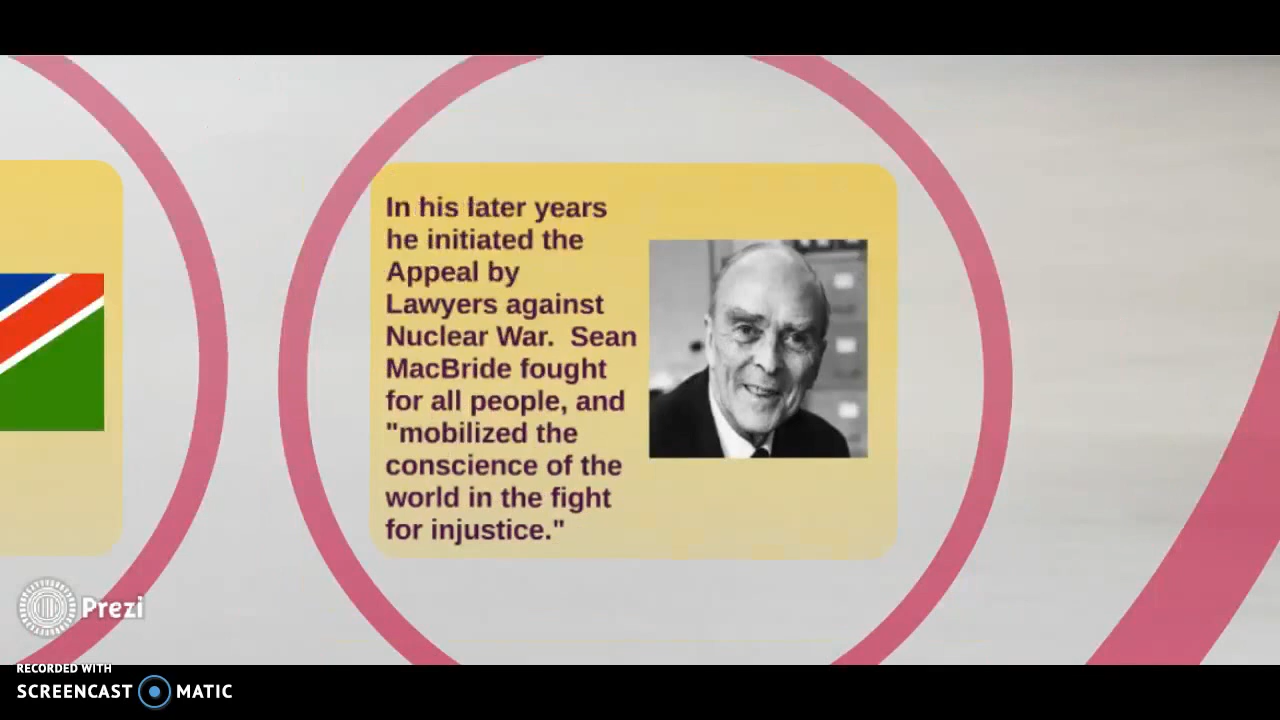 In his later years
he initiated the
Appeal by
Lawyers against
Nuclear War.  Sean
MacBride fought
for all people, and
"mobilized the
conscience of the
world in the fight
for injustice."
Prezi
RECORDED WITH
SCREENCAST MATIC